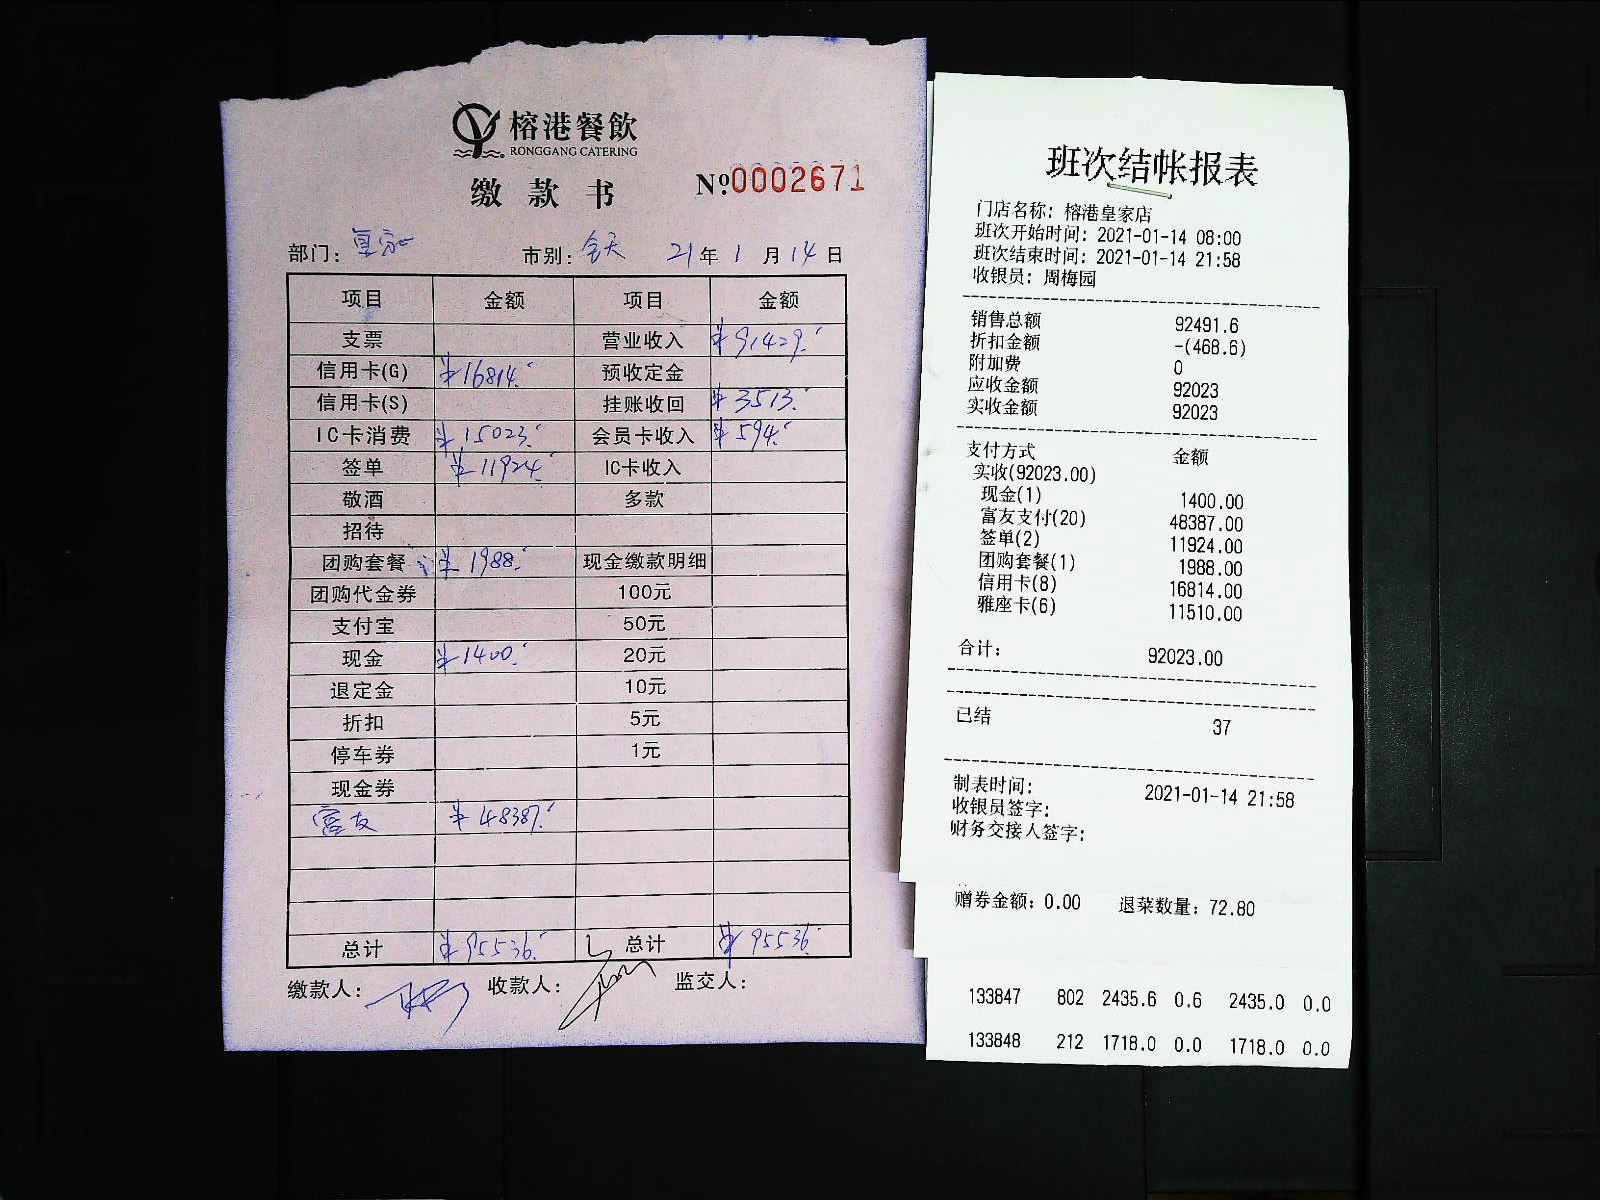 榕港餐飲
RONGGANG CATERING
缴款书
№0002671
部门：皇家 市别：全天 21年1月14日
项目 金额 项目 金额
支票 营业收入 ¥91429.-
信用卡(G) ¥16814.- 预收定金
信用卡(S) 挂账收回 ¥3513.-
IC卡消费 ¥15023.- 会员卡收入 ¥594.-
签单 ¥11924.- IC卡收入
敬酒 多款
招待
团购套餐 ¥1988.- 现金缴款明细
团购代金券 100元
支付宝 50元
现金 ¥1400.- 20元
退定金 10元
折扣 5元
停车券 1元
现金券
富友 ¥48387.-
总计 ¥95536.- 总计 ¥95536.-
缴款人： 收款人： 监交人：
班次结帐报表
门店名称：榕港皇家店
班次开始时间：2021-01-14 08:00
班次结束时间：2021-01-14 21:58
收银员：周梅园
销售总额 92491.6
折扣金额 -(468.6)
附加费 0
应收金额 92023
实收金额 92023
支付方式 金额
实收(92023.00)
现金(1) 1400.00
富友支付(20) 48387.00
签单(2) 11924.00
团购套餐(1) 1988.00
信用卡(8) 16814.00
雅座卡(6) 11510.00
合计： 92023.00
已结 37
制表时间： 2021-01-14 21:58
收银员签字：
财务交接人签字：
赠券金额：0.00 退菜数量：72.80
133847 802 2435.6 0.6 2435.0 0.0
133848 212 1718.0 0.0 1718.0 0.0